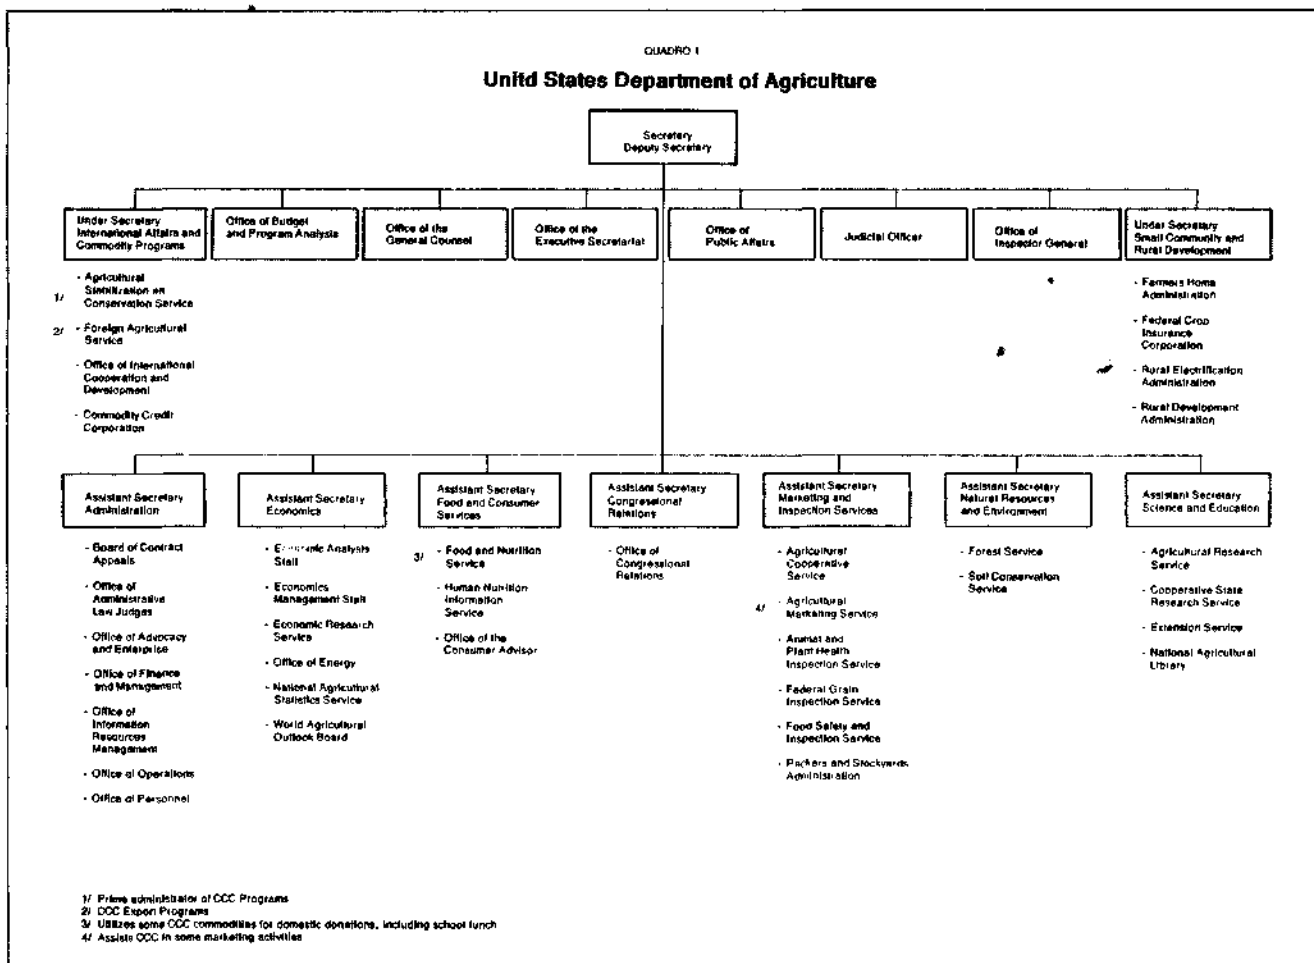 QUADRO 1
Unitd States Department of Agriculture
Secretary
Deputy Secretary
Under Secretary
International Affairs and
Commodity Programs
Office of Budget
and Program Analysis
Office of the
General Counsel
Office of the
Executive Secretariat
Office of
Public Affairs
Judicial Officer
Office of
Inspector General
Under Secretary
Small Community and
Rural Development
1/
- Agricultural
Stabilization on
Conservation Service
2/
- Foreign Agricultural
Service
- Office of International
Cooperation and
Development
- Commodity Credit
Corporation
- Farmers Home
Administration
- Federal Crop
Insurance
Corporation
- Rural Electrification
Administration
- Rural Development
Administration
Assistant Secretary
Administration
Assistant Secretary
Economics
Assistant Secretary
Food and Consumer
Services
Assistant Secretary
Congressional
Relations
Assistant Secretary
Marketing and
Inspection Services
Assistant Secretary
Natural Resources
and Environment
Assistant Secretary
Science and Education
- Board of Contract
Appeals
- Office of
Administrative
Law Judges
- Office of Advocacy
and Enterprise
- Office of Finance
and Management
- Office of
Information
Resources
Management
- Office of Operations
- Office of Personnel
- Economic Analysis
Staff
- Economics
Management Staff
- Economic Research
Service
- Office of Energy
- National Agricultural
Statistics Service
- World Agricultural
Outlook Board
3/
- Food and Nutrition
Service
- Human Nutrition
Information
Service
- Office of the
Consumer Advisor
- Office of
Congressional
Relations
- Agricultural
Cooperative
Service
4/
- Agricultural
Marketing Service
- Animal and
Plant Health
Inspection Service
- Federal Grain
Inspection Service
- Food Safety and
Inspection Service
- Packers and Stockyards
Administration
- Forest Service
- Soil Conservation
Service
- Agricultural Research
Service
- Cooperative State
Research Service
- Extension Service
- National Agricultural
Library
1/ Prime administrator of CCC Programs
2/ CCC Export Programs
3/ Utilizes some CCC commodities for domestic donations, including school lunch
4/ Assists CCC in some marketing activities